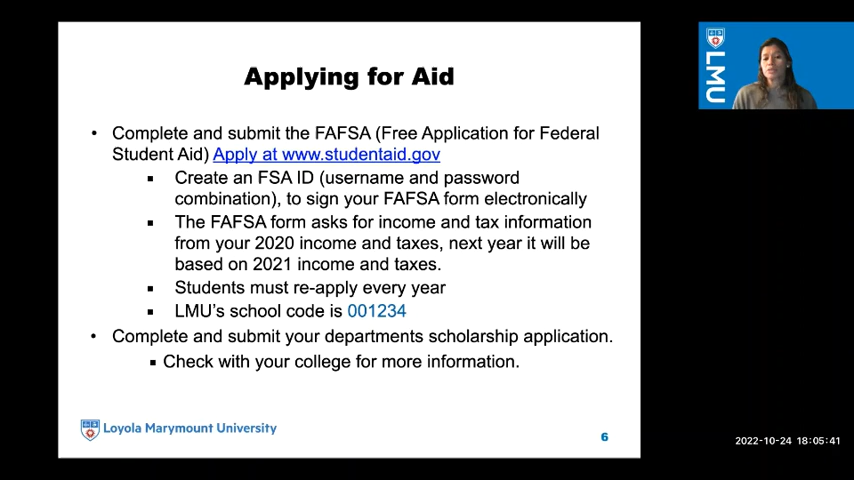 Applying for Aid
• Complete and submit the FAFSA (Free Application for Federal
Student Aid) Apply at www.studentaid.gov
▪ Create an FSA ID (username and password
combination), to sign your FAFSA form electronically
▪ The FAFSA form asks for income and tax information
from your 2020 income and taxes, next year it will be
based on 2021 income and taxes.
▪ Students must re-apply every year
▪ LMU's school code is 001234
• Complete and submit your departments scholarship application.
▪ Check with your college for more information.
Loyola Marymount University
6
LMU
2022-10-24 18:05:41